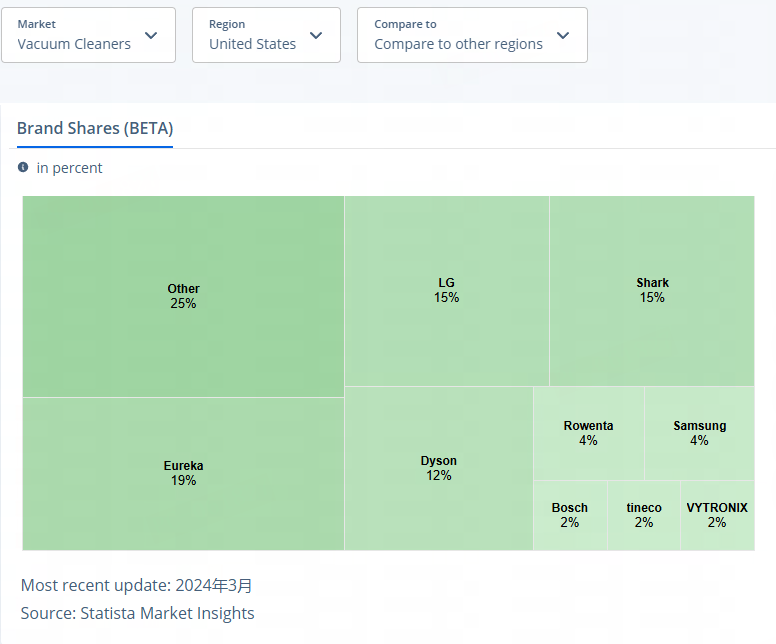 Market
Vacuum Cleaners
Region
United States
Compare to
Compare to other regions
Brand Shares (BETA)
in percent
Other
25%
LG
15%
Shark
15%
Eureka
19%
Dyson
12%
Rowenta
4%
Samsung
4%
Bosch
2%
tineco
2%
VYTRONIX
2%
Most recent update: 2024年3月
Source: Statista Market Insights